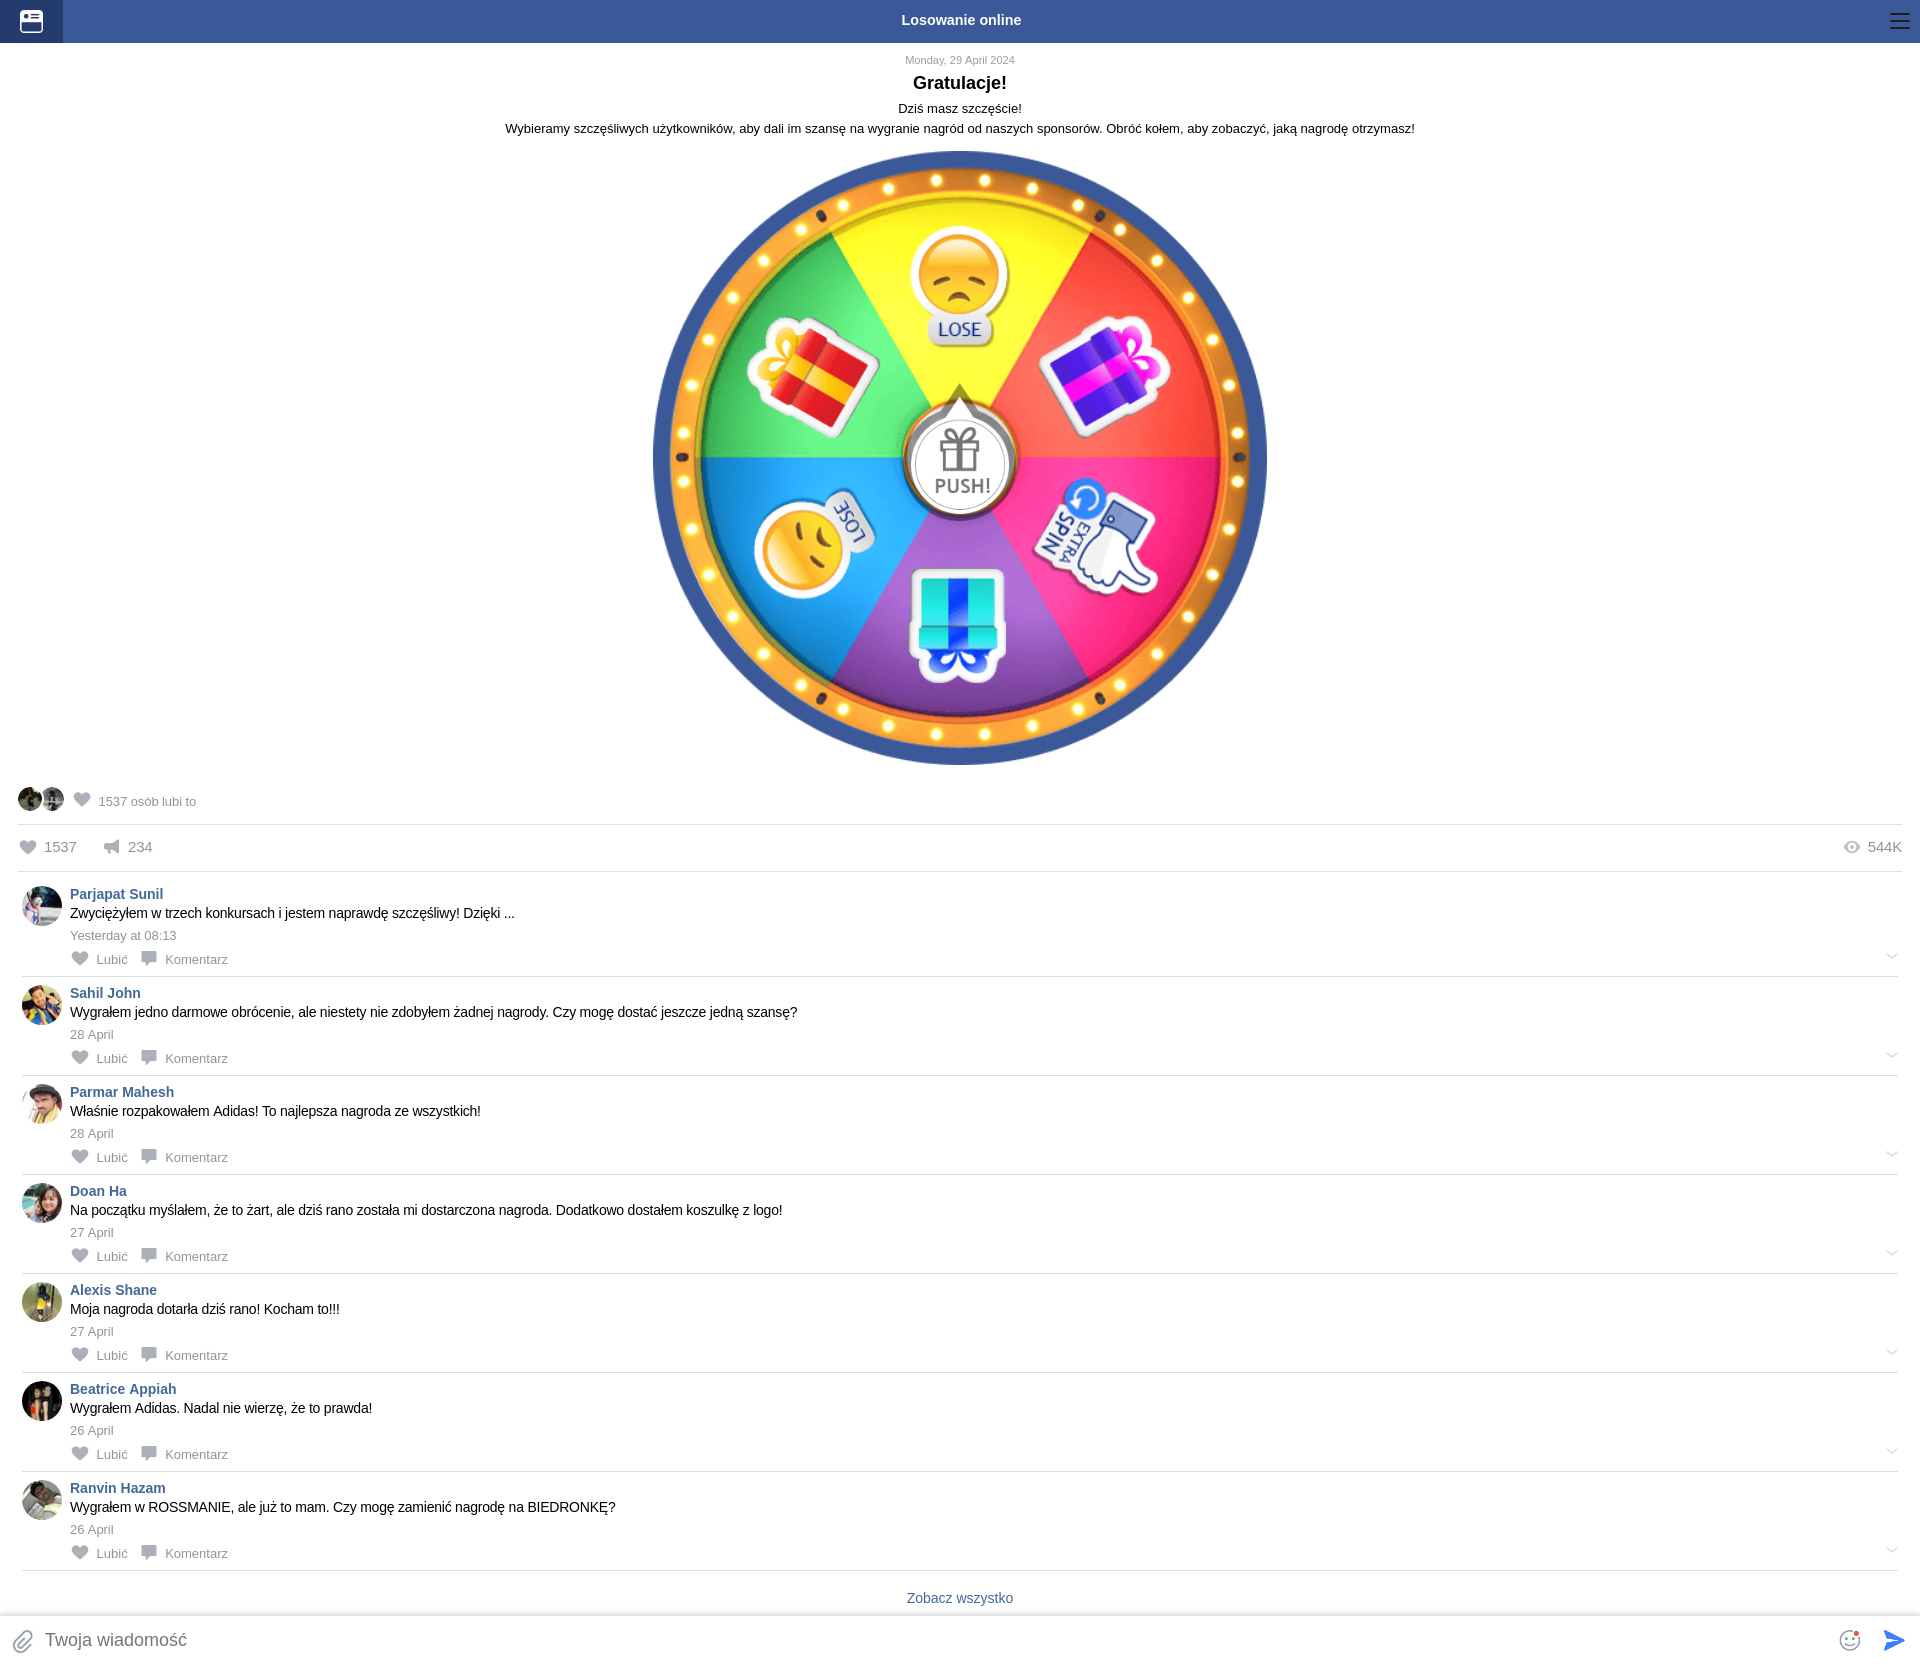 Losowanie online
Monday, 29 April 2024
Gratulacje!
Dziś masz szczęście!
Wybieramy szczęśliwych użytkowników, aby dali im szansę na wygranie nagród od naszych sponsorów. Obróć kołem, aby zobaczyć, jaką nagrodę otrzymasz!
LOSE
PUSH!
LOSE
EXTRA
SPIN
1537 osób lubi to
1537
234
544K
Parjapat Sunil
Zwyciężyłem w trzech konkursach i jestem naprawdę szczęśliwy! Dzięki ...
Yesterday at 08:13
Lubić Komentarz
Sahil John
Wygrałem jedno darmowe obrócenie, ale niestety nie zdobyłem żadnej nagrody. Czy mogę dostać jeszcze jedną szansę?
28 April
Lubić Komentarz
Parmar Mahesh
Właśnie rozpakowałem Adidas! To najlepsza nagroda ze wszystkich!
28 April
Lubić Komentarz
Doan Ha
Na początku myślałem, że to żart, ale dziś rano została mi dostarczona nagroda. Dodatkowo dostałem koszulkę z logo!
27 April
Lubić Komentarz
Alexis Shane
Moja nagroda dotarła dziś rano! Kocham to!!!
27 April
Lubić Komentarz
Beatrice Appiah
Wygrałem Adidas. Nadal nie wierzę, że to prawda!
26 April
Lubić Komentarz
Ranvin Hazam
Wygrałem w ROSSMANIE, ale już to mam. Czy mogę zamienić nagrodę na BIEDRONKĘ?
26 April
Lubić Komentarz
Zobacz wszystko
Twoja wiadomość